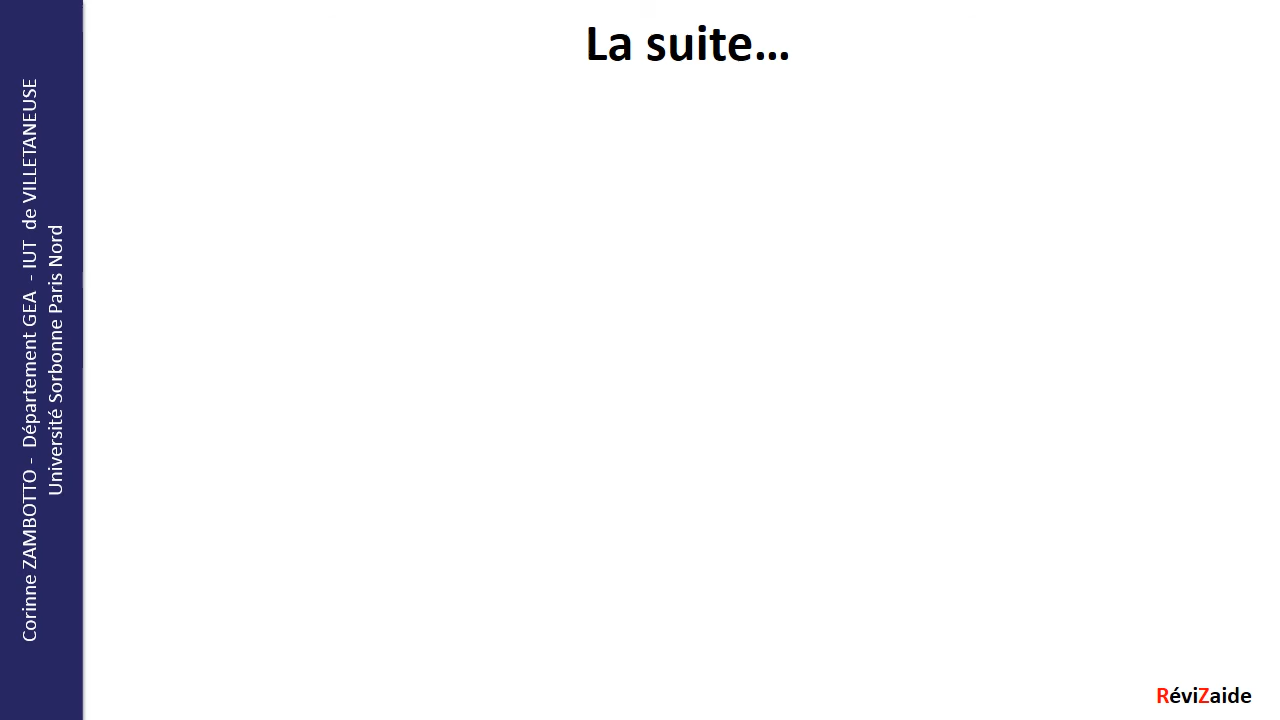 La suite...
Corinne ZAMBOTTO - Département GEA - IUT de VILLETANEUSE
Université Sorbonne Paris Nord
RéviZaide